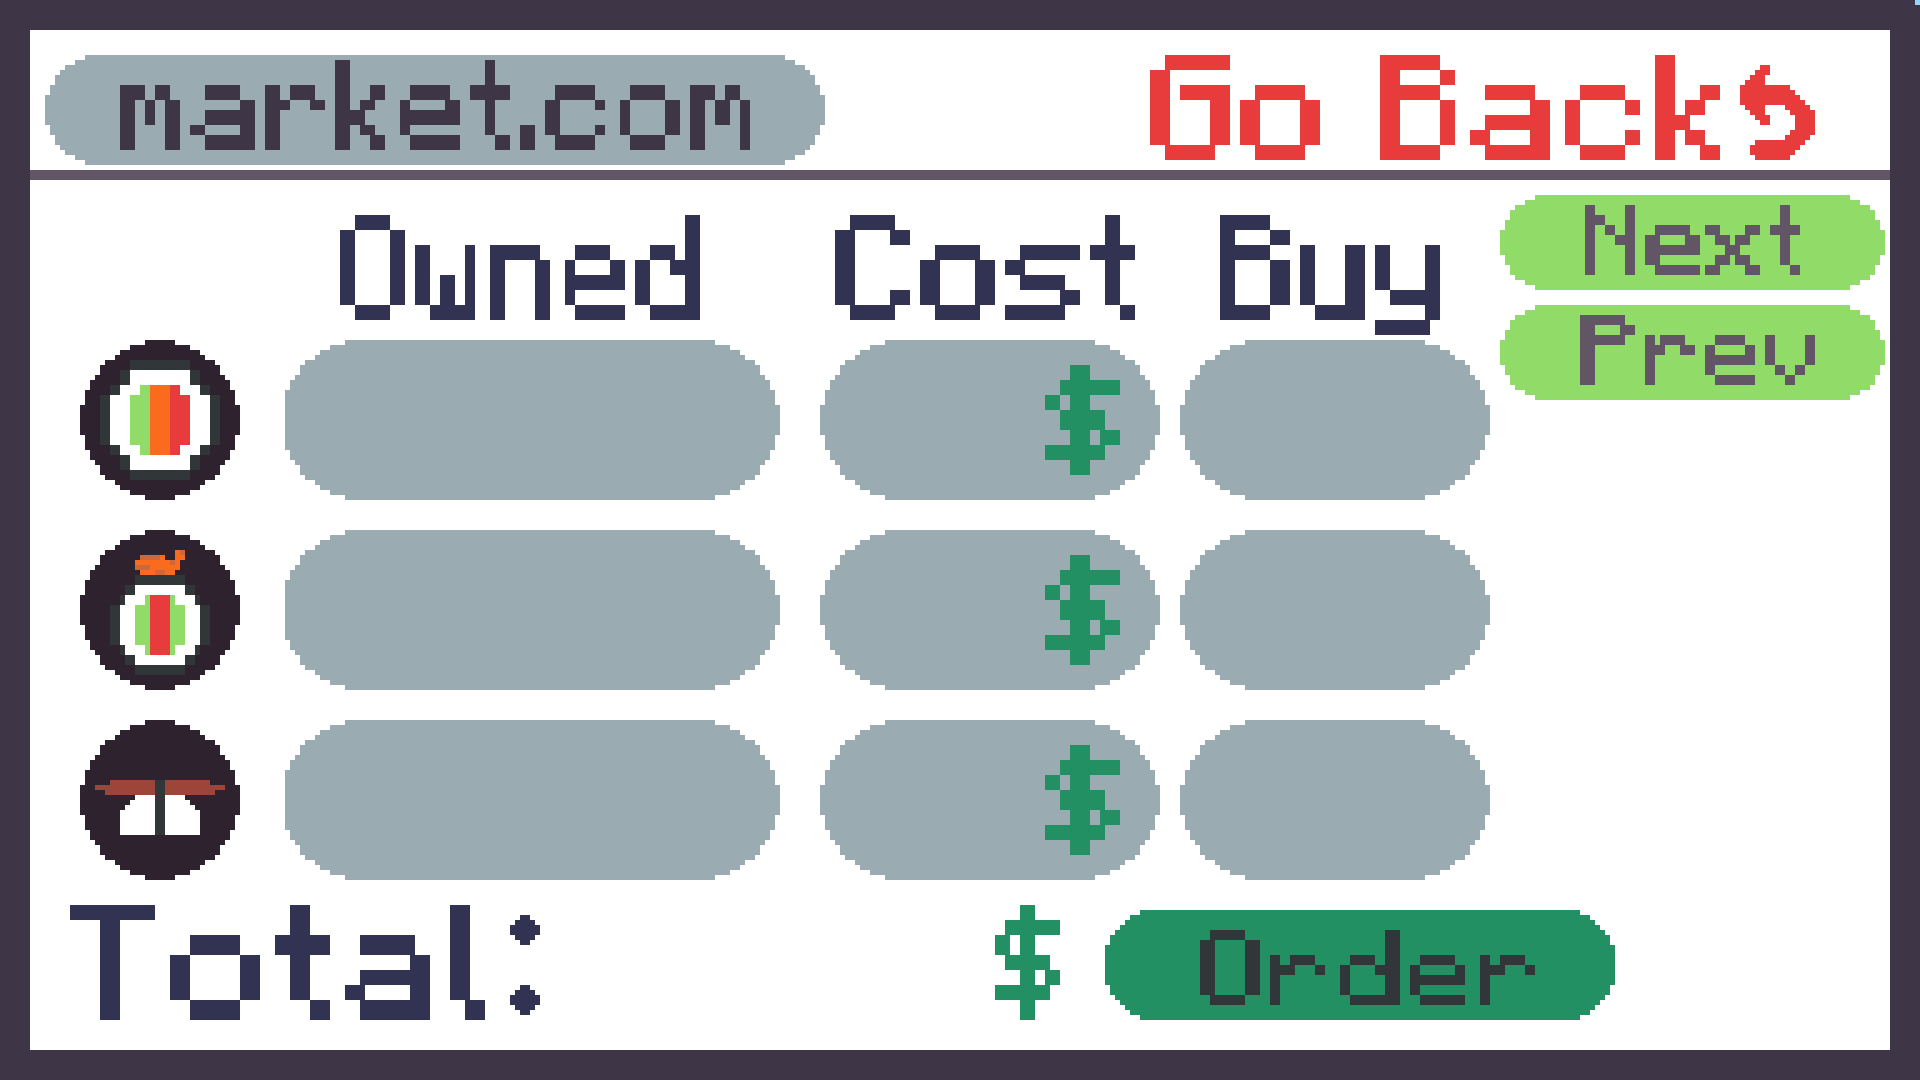 market.com
Go Back
Owned Cost Buy
Next
Prev
$
$
$
Total: $ Order